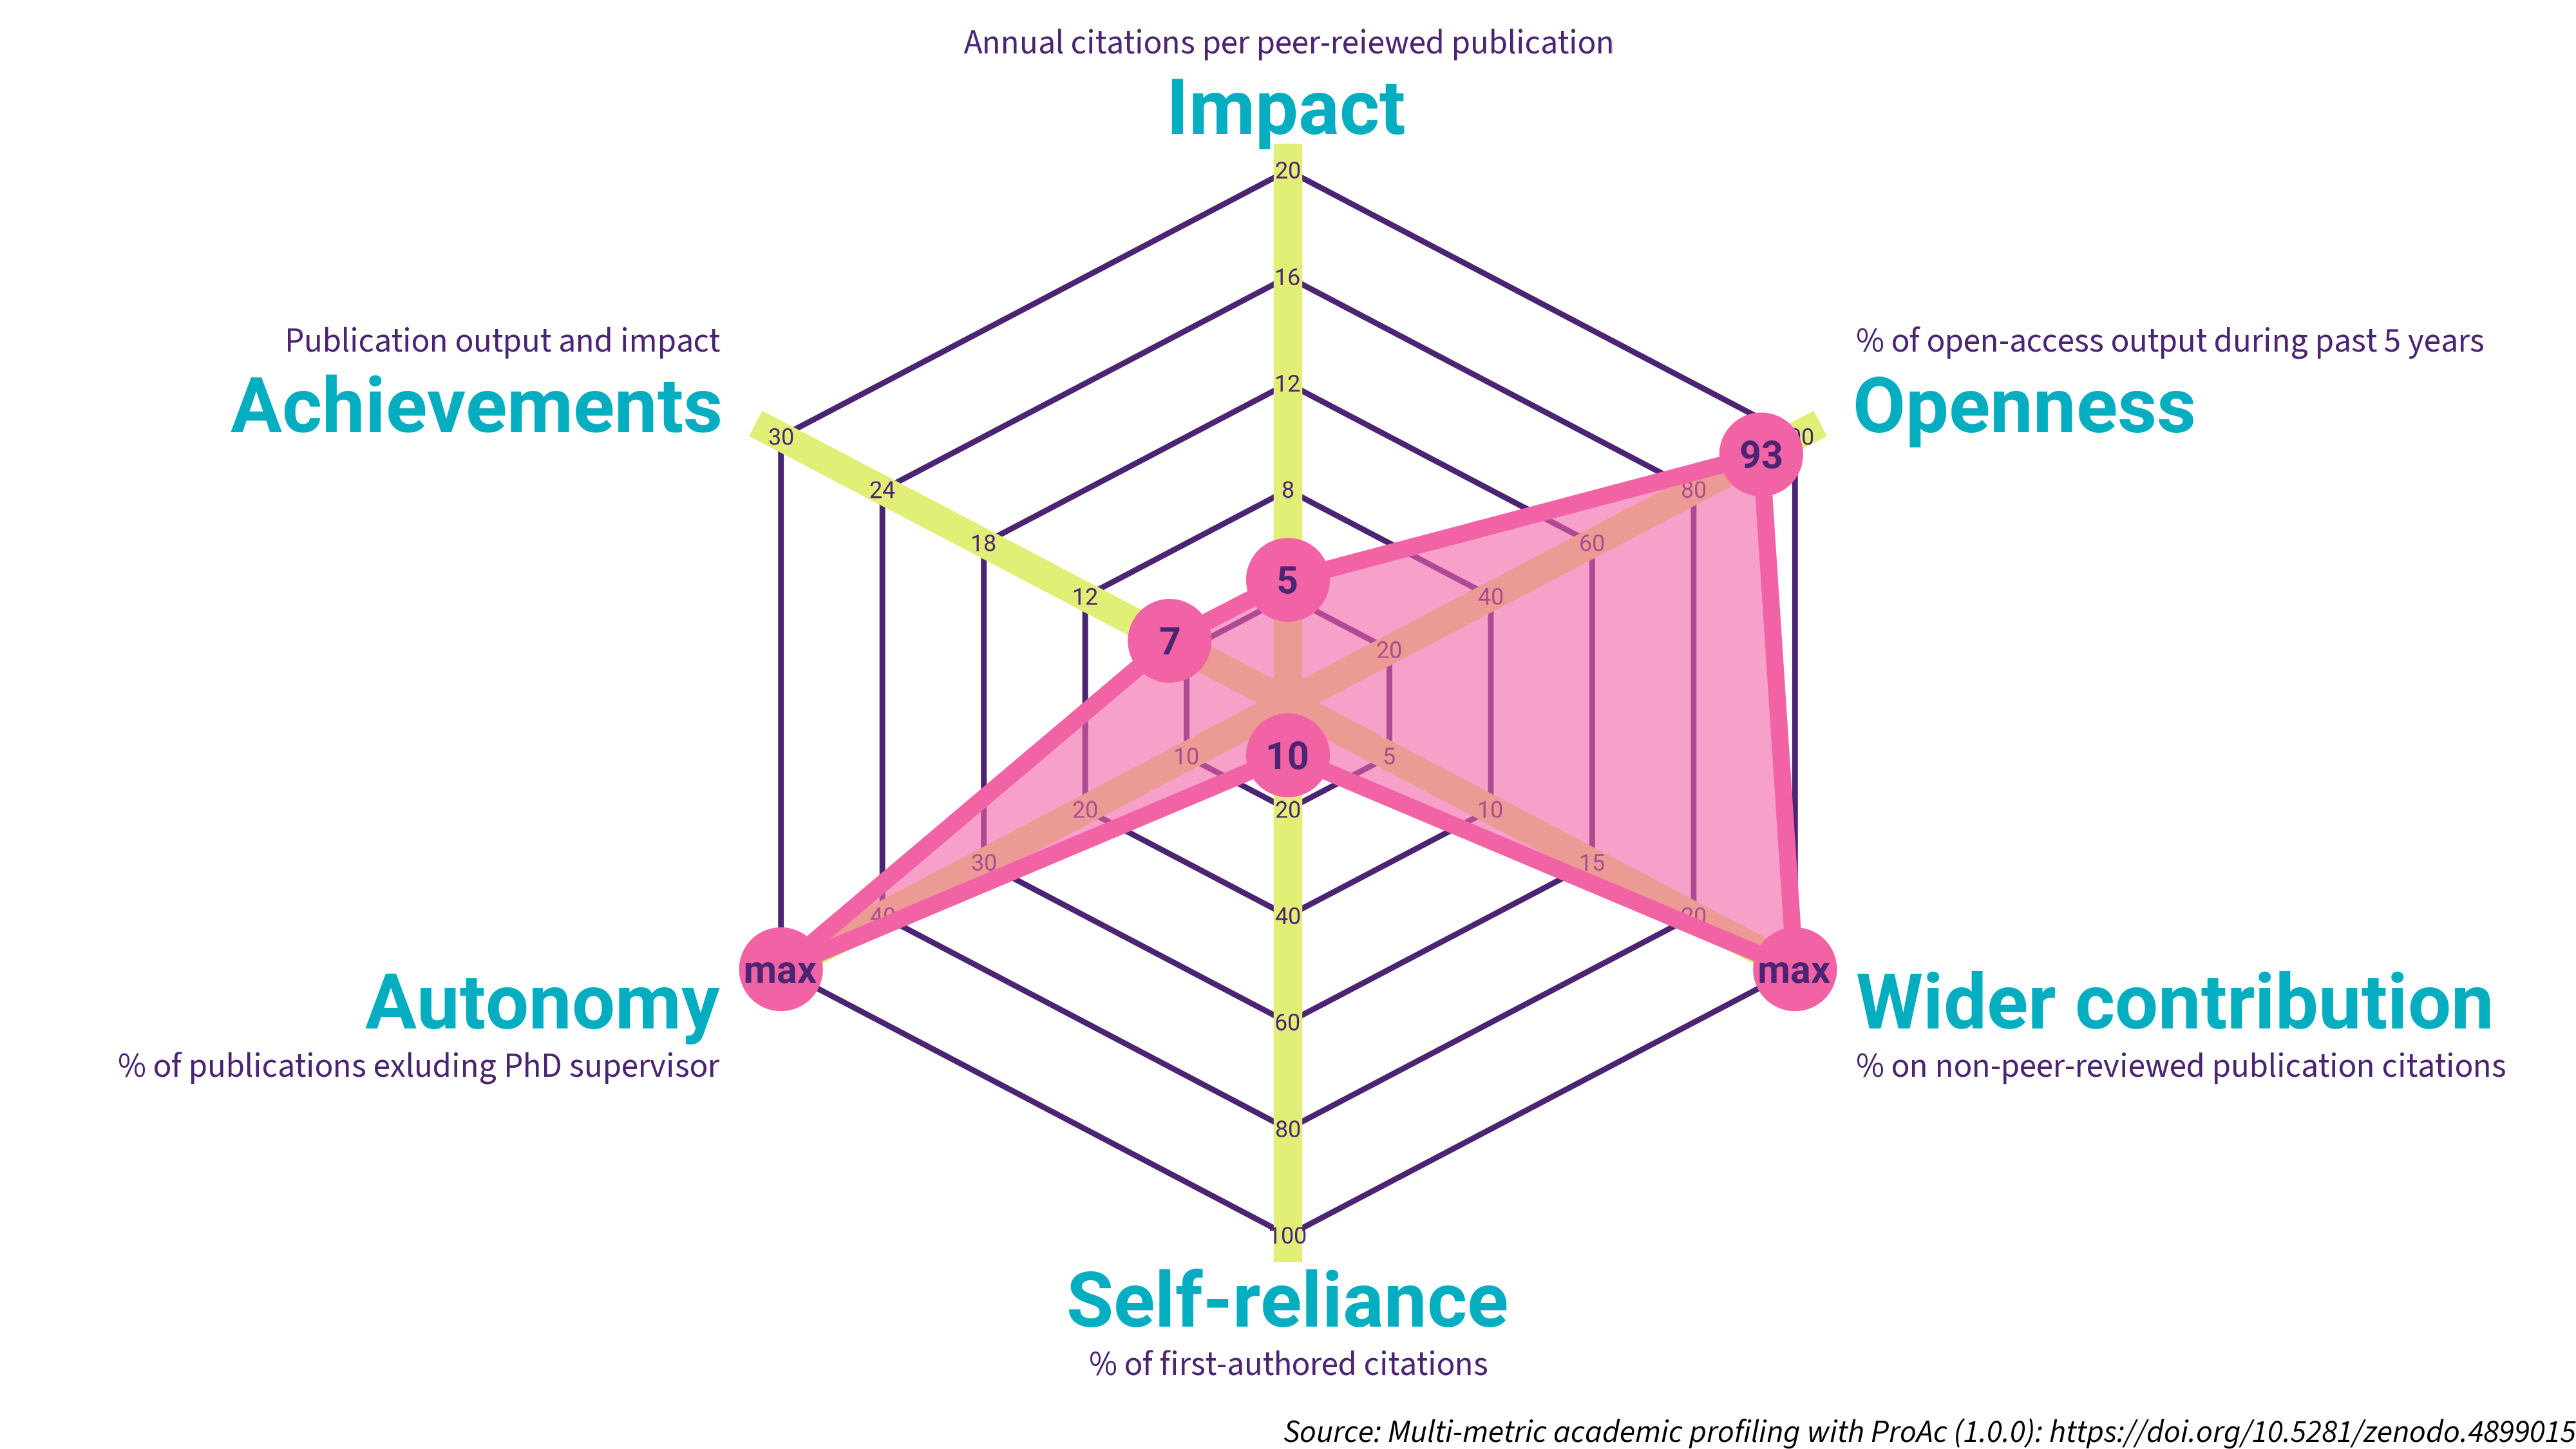 Annual citations per peer-reiewed publication
Impact
20
16
12
8
5
Publication output and impact
Achievements
30
24
18
12
7
% of open-access output during past 5 years
Openness
93
80
60
40
20
10
20
30
40
max
Autonomy
% of publications exluding PhD supervisor
5
10
15
20
max
Wider contribution
% on non-peer-reviewed publication citations
10
20
40
60
80
100
Self-reliance
% of first-authored citations
Source: Multi-metric academic profiling with ProAc (1.0.0): https://doi.org/10.5281/zenodo.4899015